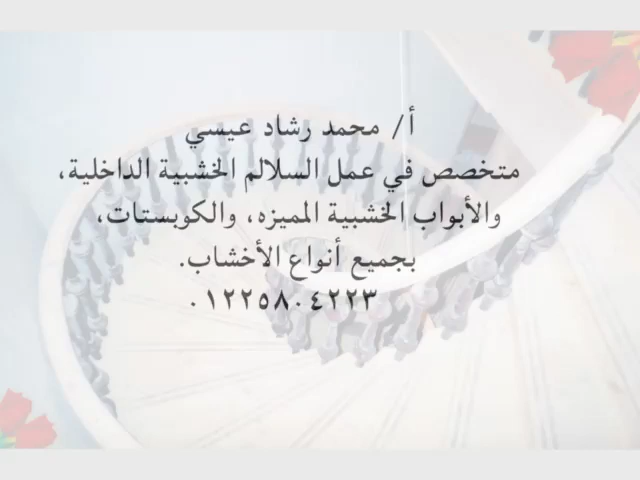 أ/ محمد رشاد عيسي
متخصص في عمل السلالم الخشبية الداخلية،
والأبواب الخشبية المميزه، والكوبستات،
بجميع أنواع الأخشاب.
٠١٢٢٥٨٠٤٢٢٣